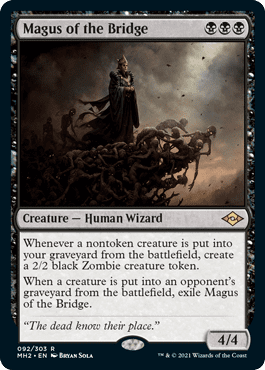 Magus of the Bridge
Creature — Human Wizard
Whenever a nontoken creature is put into
your graveyard from the battlefield, create
a 2/2 black Zombie creature token.
When a creature is put into an opponent's
graveyard from the battlefield, exile Magus
of the Bridge.
“The dead know their place.”
4/4
092/303 R
MH2 • EN Bryan Sola
™ & © 2021 Wizards of the Coast